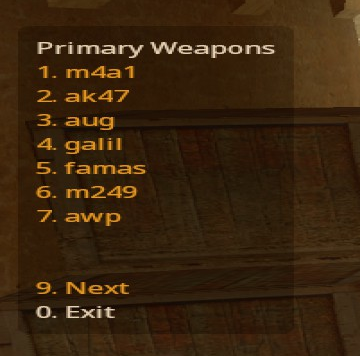 Primary Weapons
1. m4a1
2. ak47
3. aug
4. galil
5. famas
6. m249
7. awp
9. Next
0. Exit